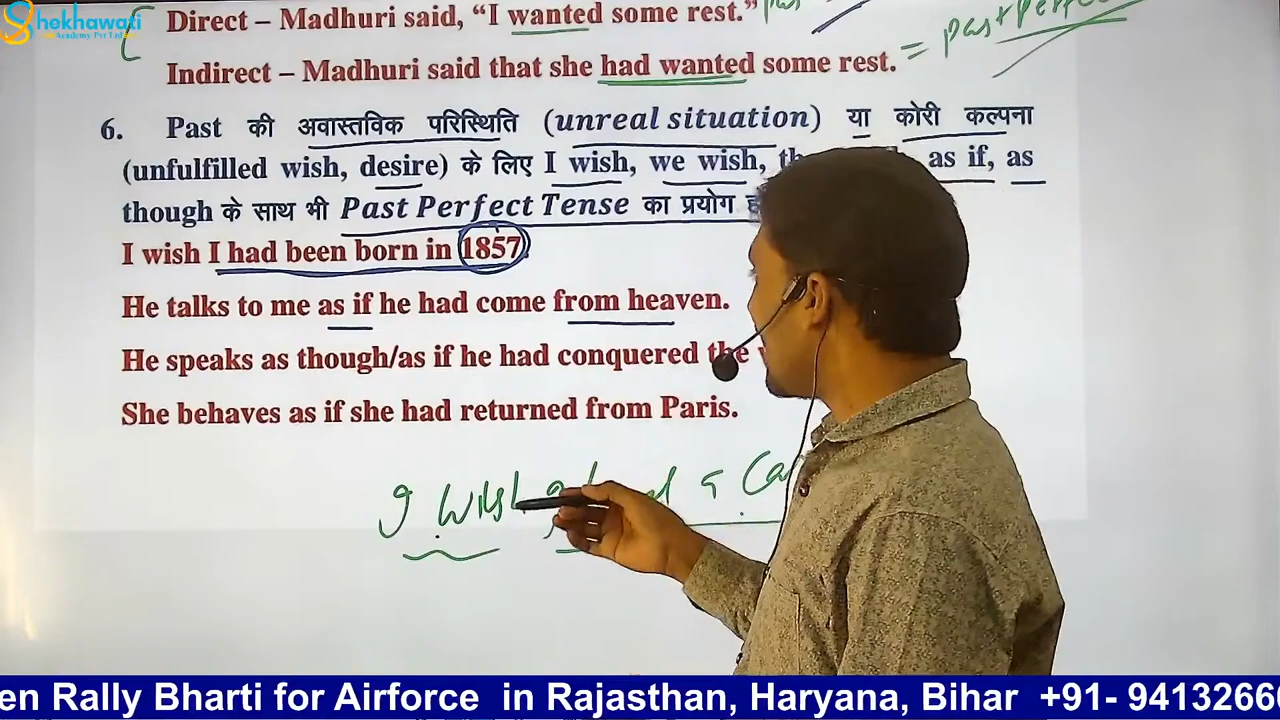 Shekhawati
Academy Pvt Ltd
Direct – Madhuri said, “I wanted some rest.”
Indirect – Madhuri said that she had wanted some rest. =
6. Past की अवास्तविक परिस्थिति (unreal situation) या कोरी कल्पना
(unfulfilled wish, desire) के लिए I wish, we wish, as if, as
though के साथ भी Past Perfect Tense का प्रयोग
I wish I had been born in 1857
He talks to me as if he had come from heaven.
He speaks as though/as if he had conquered the
She behaves as if she had returned from Paris.
I wish
en Rally Bharti for Airforce in Rajasthan, Haryana, Bihar +91- 9413266